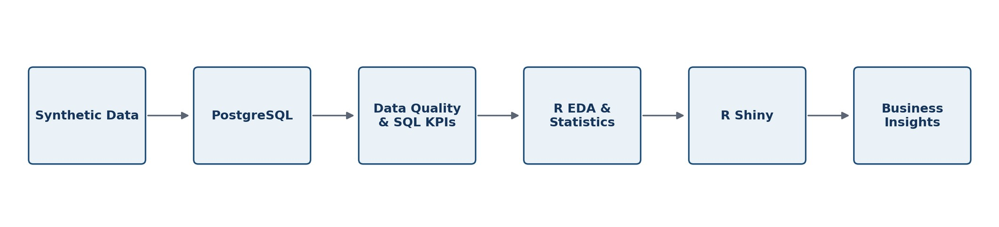 Synthetic Data
PostgreSQL
Data Quality
& SQL KPIs
R EDA &
Statistics
R Shiny
Business
Insights